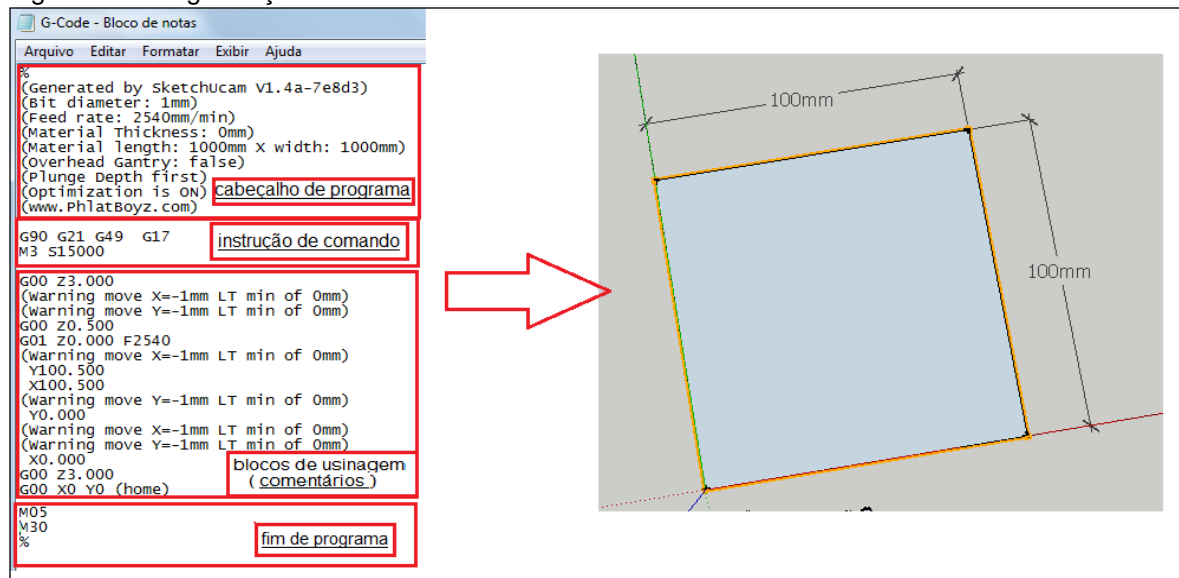 G-Code - Bloco de notas
Arquivo Editar Formatar Exibir Ajuda
%
(Generated by SketchUcam V1.4a-7e8d3)
(Bit diameter: 1mm)
(Feed rate: 2540mm/min)
(Material Thickness: 0mm)
(Material length: 1000mm X width: 1000mm)
(Overhead Gantry: false)
(Plunge Depth first)
(Optimization is ON) cabeçalho de programa
(www.PhlatBoyz.com)
G90 G21 G49 G17
instrução de comando
M3 S15000
G00 Z3.000
(Warning move X=-1mm LT min of 0mm)
(Warning move Y=-1mm LT min of 0mm)
G00 Z0.500
G01 Z0.000 F2540
(Warning move X=-1mm LT min of 0mm)
Y100.500
X100.500
(Warning move Y=-1mm LT min of 0mm)
Y0.000
(Warning move X=-1mm LT min of 0mm)
(Warning move Y=-1mm LT min of 0mm)
X0.000
G00 Z3.000
G00 X0 Y0 (home)
blocos de usinagem
( comentários )
M05
M30
%
fim de programa
100mm
100mm